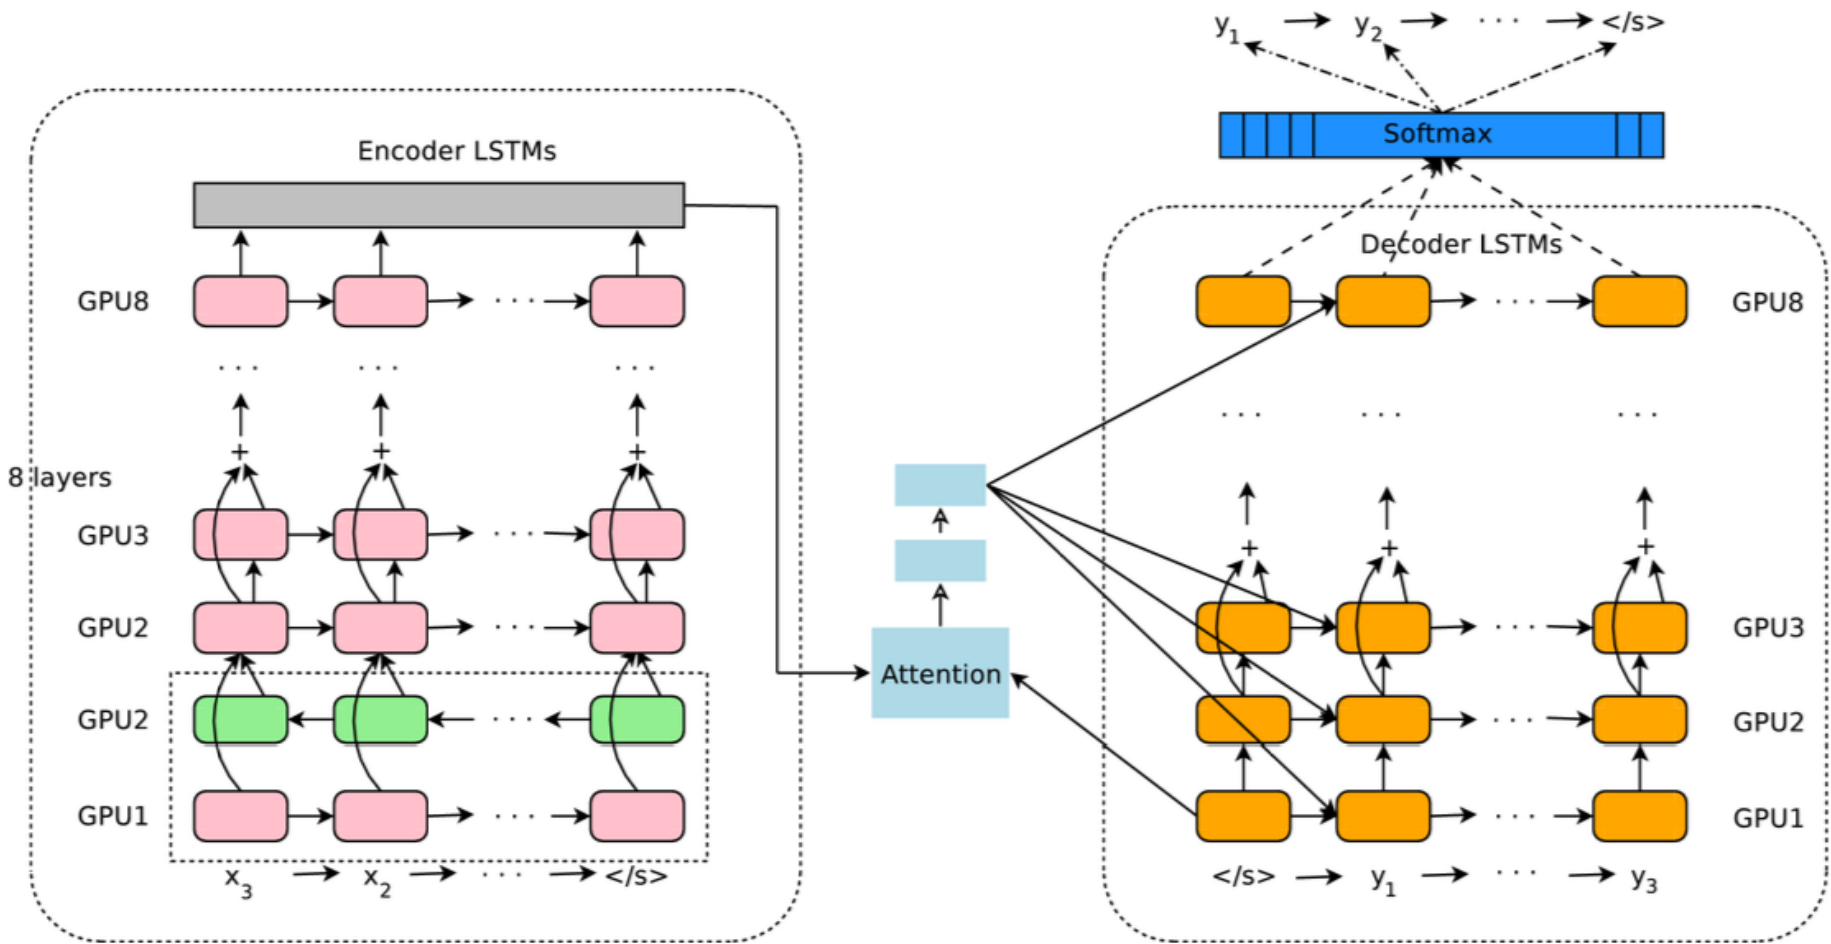 y1 y2 ... </s>
Softmax
Encoder LSTMs
Decoder LSTMs
GPU8 ... GPU8
... ... ... 
... ... ...
+ + +
8 layers
GPU3 ...
+ + +
GPU2 ... GPU3
Attention
GPU2 ... GPU2
GPU1 ... GPU1
x3 x2 ... </s>
</s> y1 ... y3